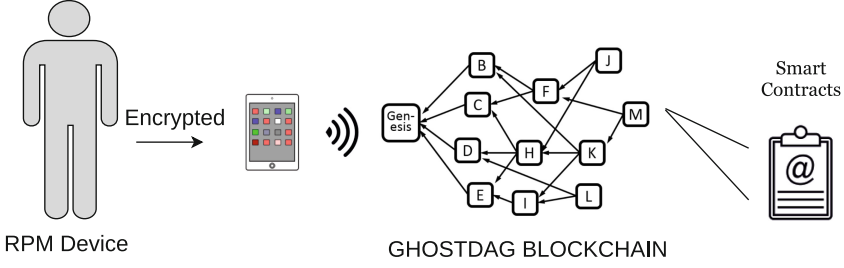 Encrypted
RPM Device
Gen-
esis
B
C
D
E
F
H
I
J
K
L
M
GHOSTDAG BLOCKCHAIN
Smart
Contracts
@